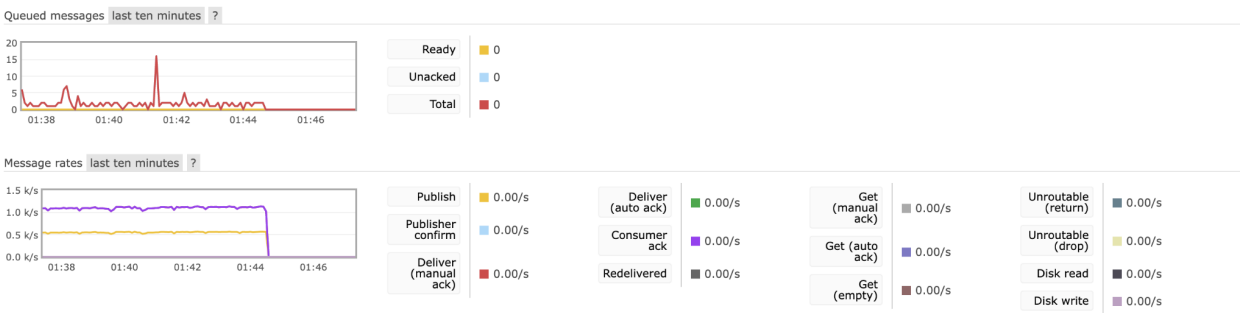 Queued messages last ten minutes ?
20
15
10
5
0
01:38 01:40 01:42 01:44 01:46
Ready 0
Unacked 0
Total 0
Message rates last ten minutes ?
1.5 k/s
1.0 k/s
0.5 k/s
0.0 k/s
01:38 01:40 01:42 01:44 01:46
Publish 0.00/s
Publisher
confirm 0.00/s
Deliver
(manual
ack) 0.00/s
Deliver
(auto ack) 0.00/s
Consumer
ack 0.00/s
Redelivered 0.00/s
Get
(manual
ack) 0.00/s
Get (auto
ack) 0.00/s
Get
(empty) 0.00/s
Unroutable
(return) 0.00/s
Unroutable
(drop) 0.00/s
Disk read 0.00/s
Disk write 0.00/s